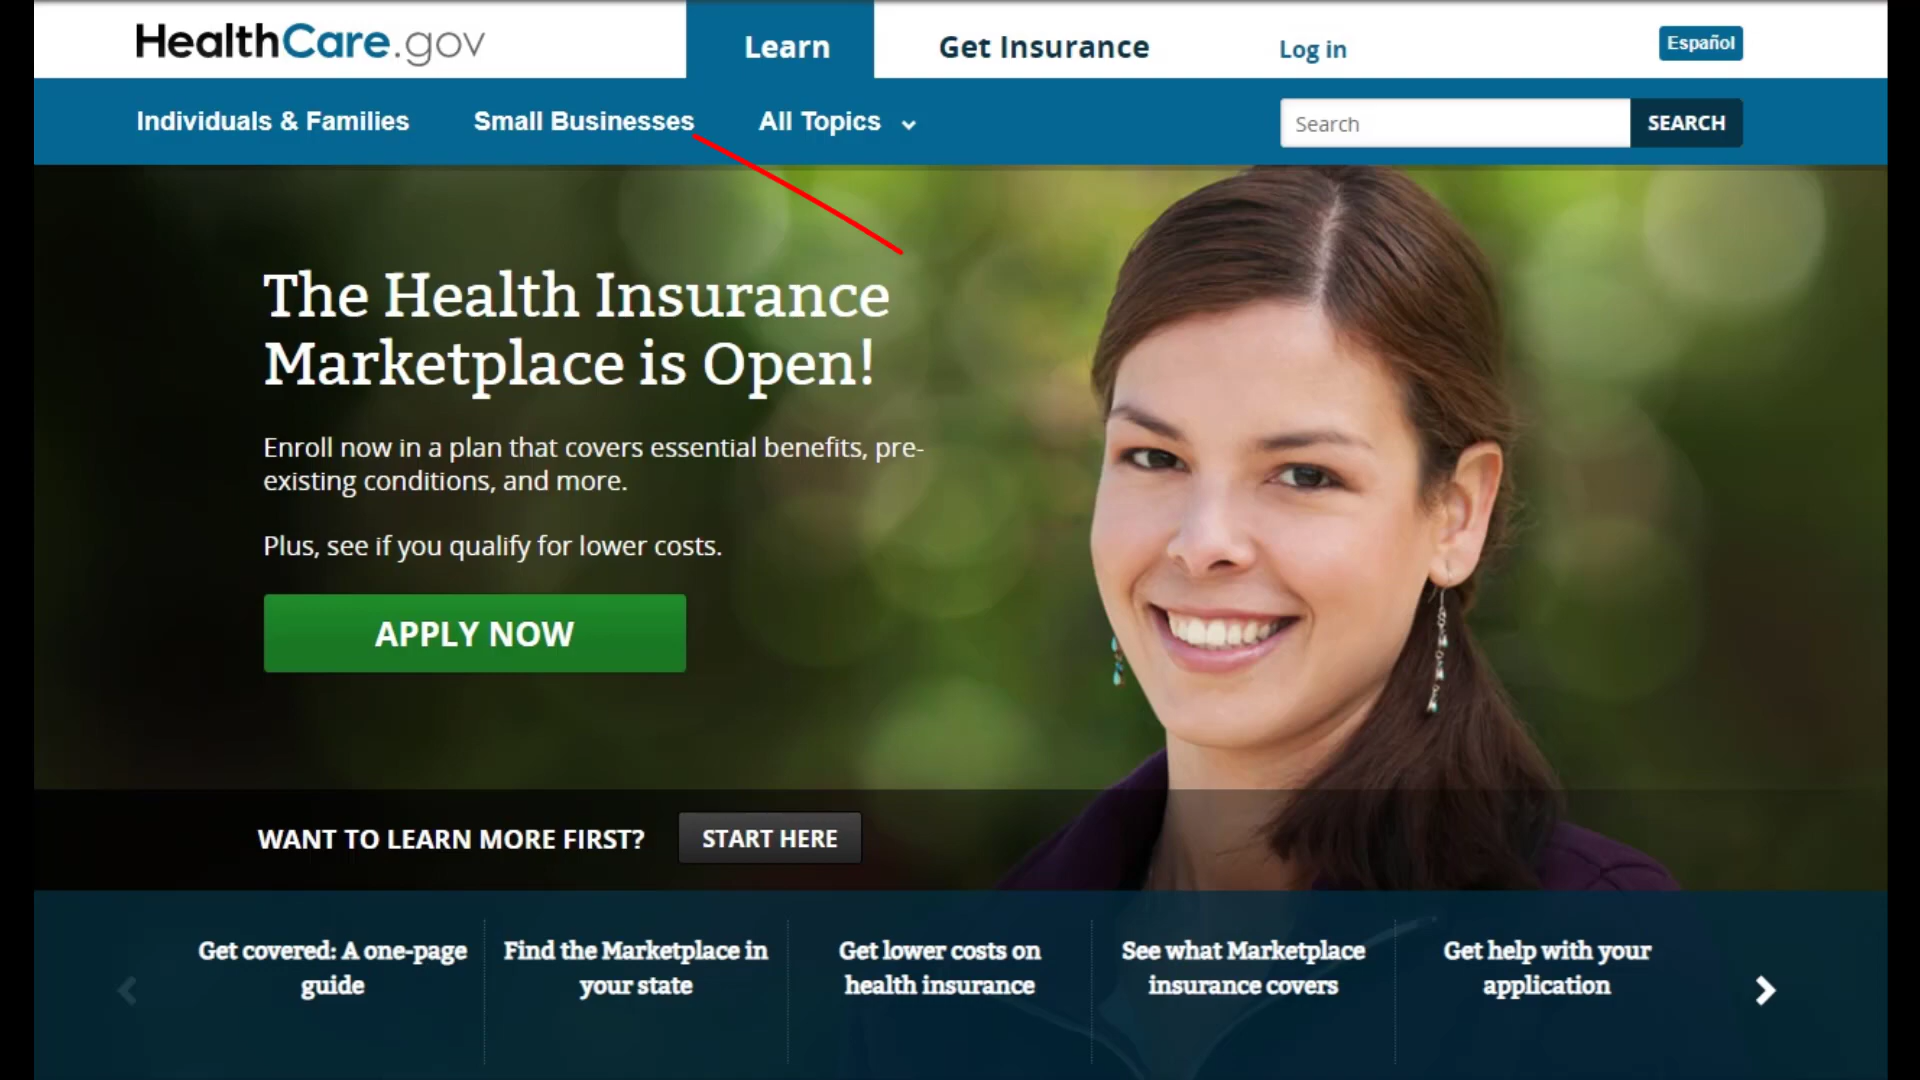 HealthCare.gov
Learn
Get Insurance
Log in
Español
Individuals & Families
Small Businesses
All Topics
Search
SEARCH
The Health Insurance
Marketplace is Open!
Enroll now in a plan that covers essential benefits, pre-
existing conditions, and more.
Plus, see if you qualify for lower costs.
APPLY NOW
WANT TO LEARN MORE FIRST?
START HERE
Get covered: A one-page
guide
Find the Marketplace in
your state
Get lower costs on
health insurance
See what Marketplace
insurance covers
Get help with your
application